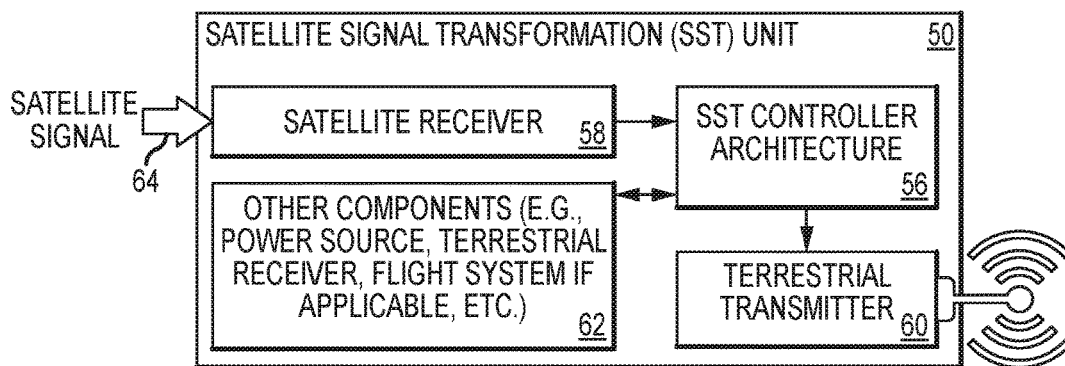 SATELLITE SIGNAL TRANSFORMATION (SST) UNIT 50
SATELLITE
SIGNAL
64
SATELLITE RECEIVER 58
SST CONTROLLER
ARCHITECTURE
56
OTHER COMPONENTS (E.G.,
POWER SOURCE, TERRESTRIAL
RECEIVER, FLIGHT SYSTEM IF
APPLICABLE, ETC.)
62
TERRESTRIAL
TRANSMITTER
60